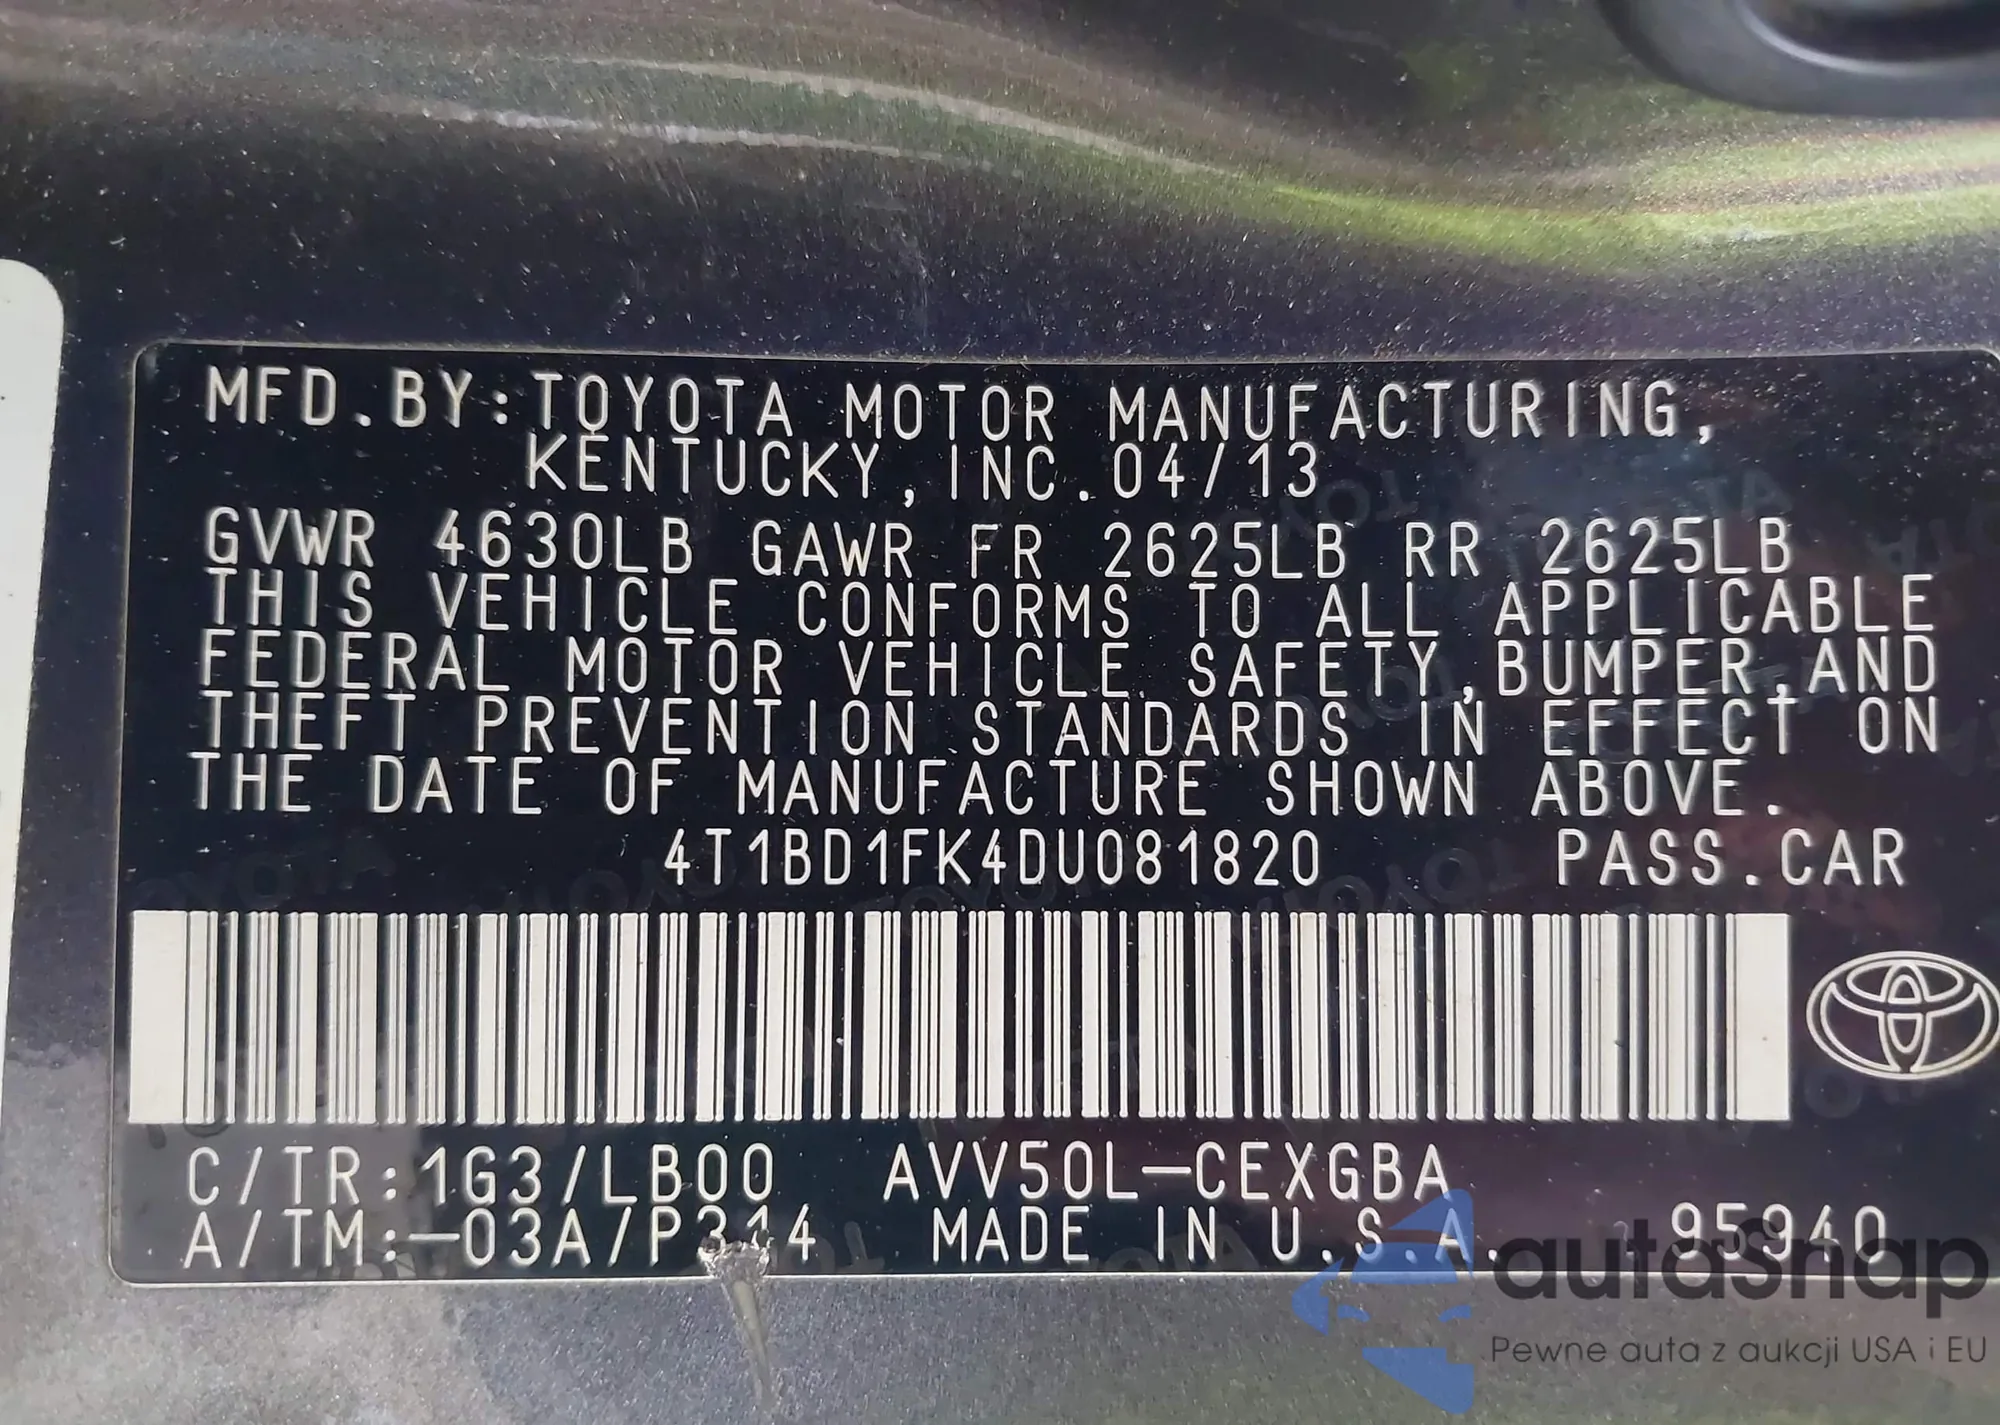 MFD.BY:TOYOTA MOTOR MANUFACTURING,
KENTUCKY,INC.04/13
GVWR 4630LB GAWR FR 2625LB RR 2625LB
THIS VEHICLE CONFORMS TO ALL APPLICABLE
FEDERAL MOTOR VEHICLE SAFETY,BUMPER,AND
THEFT PREVENTION STANDARDS IN EFFECT ON
THE DATE OF MANUFACTURE SHOWN ABOVE.
4T1BD1FK4DU081820 PASS.CAR
C/TR:1G3/LB00 AVV50L-CEXGBA
A/TM:-03A/P314 MADE IN U.S.A. 95940
autoSnap
Pewne auta z aukcji USA i EU